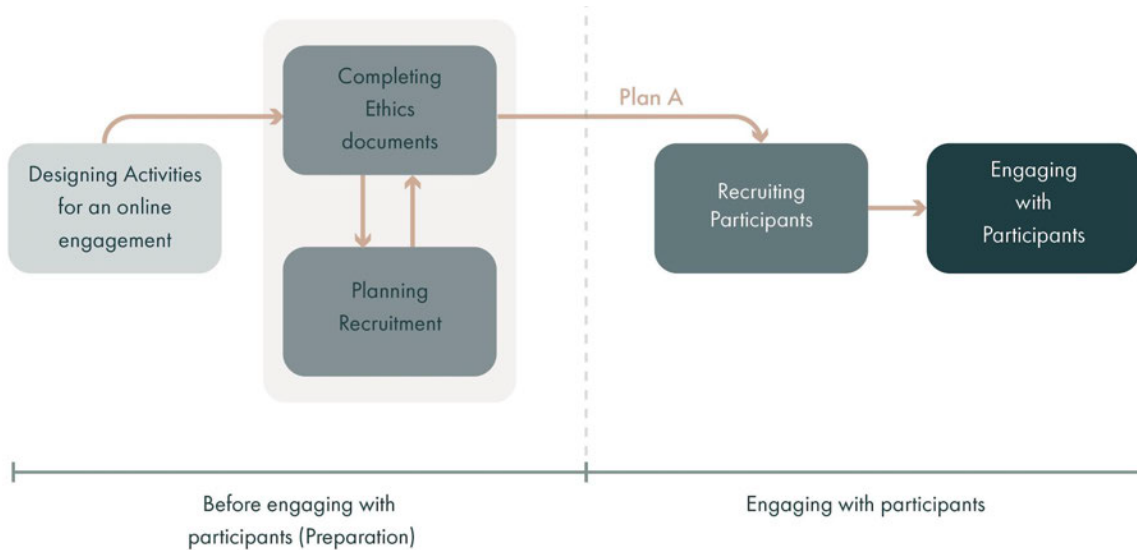 Designing Activities
for an online
engagement
Completing
Ethics
documents
Planning
Recruitment
Plan A
Recruiting
Participants
Engaging
with
Participants
Before engaging with
participants (Preparation)
Engaging with participants